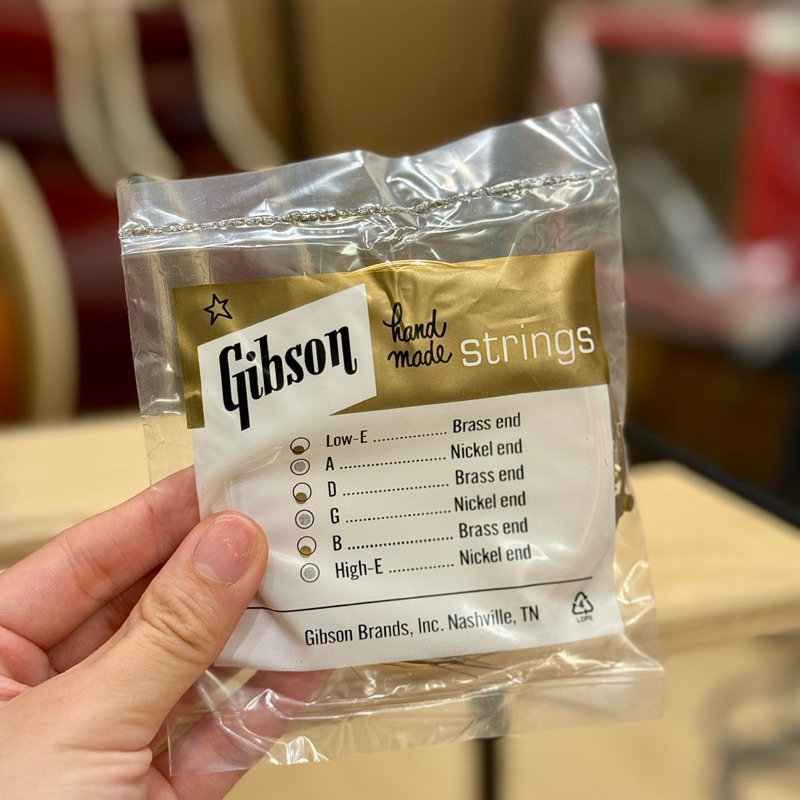 Gibson
hand
made strings
Low-E .................... Brass end
A ............................ Nickel end
D ............................ Brass end
G ............................ Nickel end
B ............................ Brass end
High-E ................ Nickel end
Gibson Brands, Inc. Nashville, TN
4
LDPE